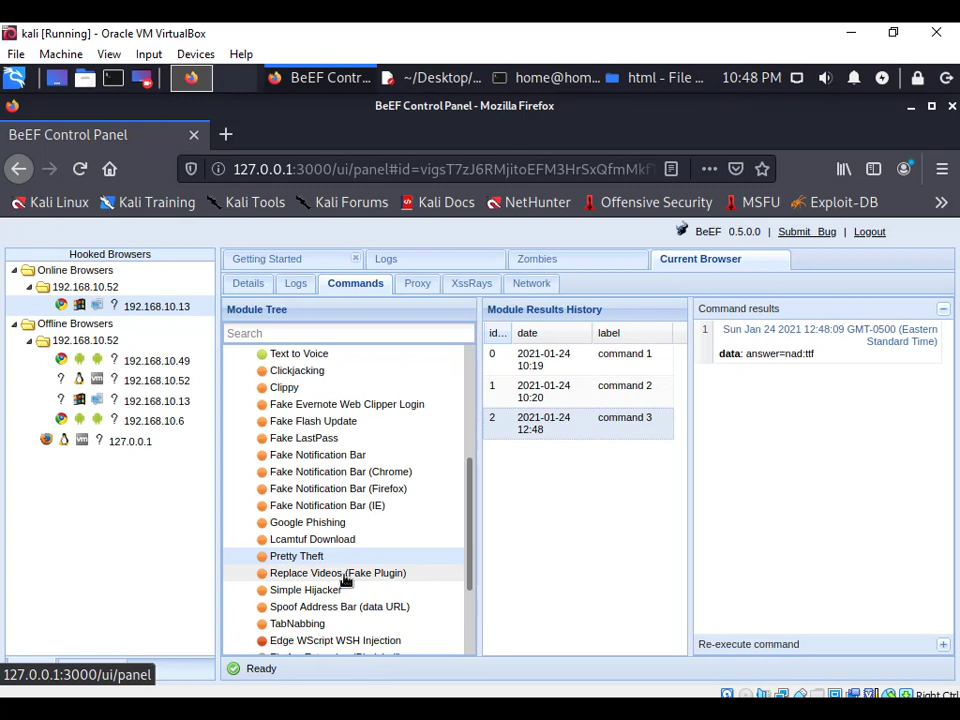 kali [Running] - Oracle VM VirtualBox
File Machine View Input Devices Help
BeEF Contr... ~/Desktop/... home@hom... html - File ... 10:48 PM
BeEF Control Panel - Mozilla Firefox
BeEF Control Panel
127.0.0.1:3000/ui/panel#id=vigsT7zJ6RMjitoEFM3HrSxQfmMkf
Kali Linux Kali Training Kali Tools Kali Forums Kali Docs NetHunter Offensive Security MSFU Exploit-DB
BeEF 0.5.0.0 | Submit Bug | Logout
Hooked Browsers
Online Browsers
192.168.10.52
? 192.168.10.13
Offline Browsers
192.168.10.52
? 192.168.10.49
? ? 192.168.10.52
? ? 192.168.10.13
? 192.168.10.6
? 127.0.0.1
Getting Started Logs Zombies Current Browser
Details Logs Commands Proxy XssRays Network
Module Tree
Search
Text to Voice
Clickjacking
Clippy
Fake Evernote Web Clipper Login
Fake Flash Update
Fake LastPass
Fake Notification Bar
Fake Notification Bar (Chrome)
Fake Notification Bar (Firefox)
Fake Notification Bar (IE)
Google Phishing
Lcamtuf Download
Pretty Theft
Replace Videos (Fake Plugin)
Simple Hijacker
Spoof Address Bar (data URL)
TabNabbing
Edge WScript WSH Injection
Module Results History
id... date label
0 2021-01-24 10:19 command 1
1 2021-01-24 10:20 command 2
2 2021-01-24 12:48 command 3
Command results
1 Sun Jan 24 2021 12:48:09 GMT-0500 (Eastern
Standard Time)
data: answer=nad:ttf
Re-execute command
Ready
127.0.0.1:3000/ui/panel
Right Ctrl